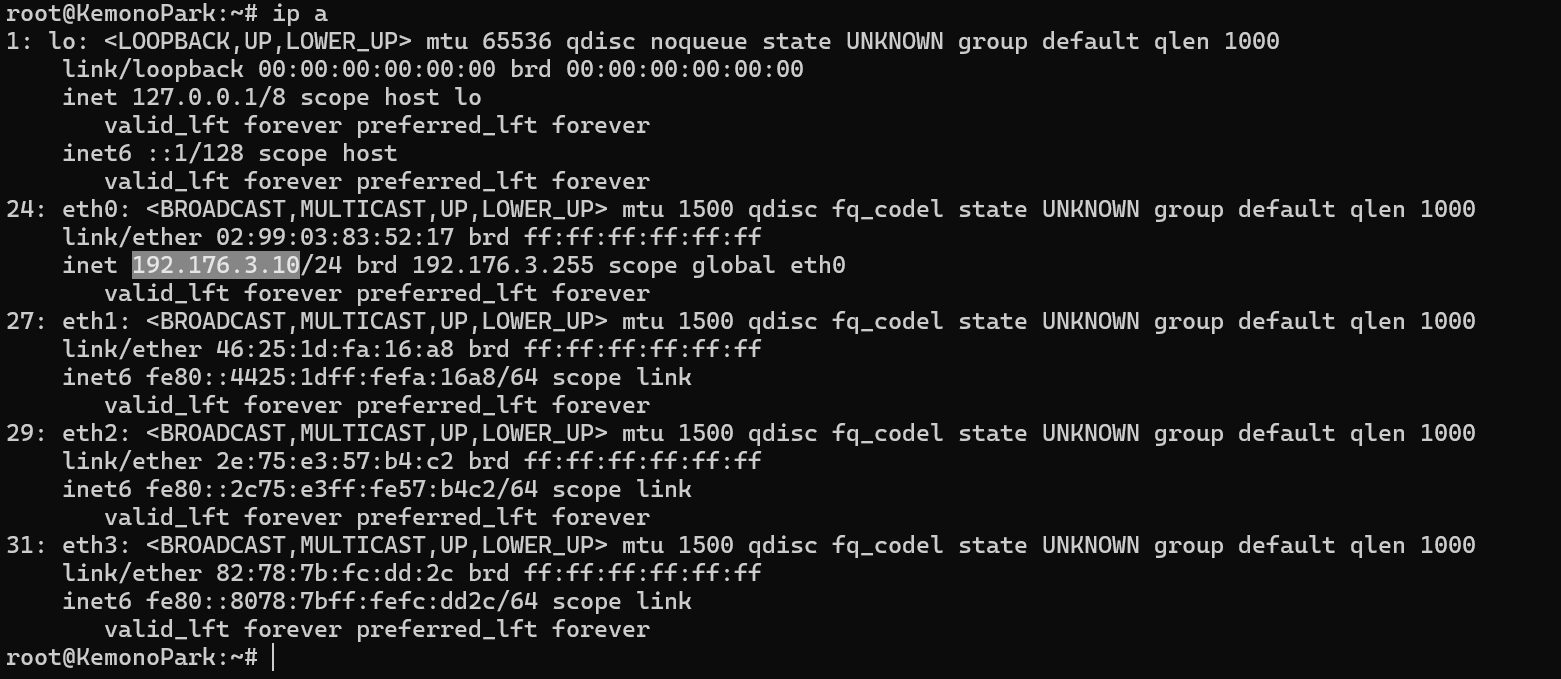 root@KemonoPark:~# ip a
1: lo: <LOOPBACK,UP,LOWER_UP> mtu 65536 qdisc noqueue state UNKNOWN group default qlen 1000
    link/loopback 00:00:00:00:00:00 brd 00:00:00:00:00:00
    inet 127.0.0.1/8 scope host lo
       valid_lft forever preferred_lft forever
    inet6 ::1/128 scope host
       valid_lft forever preferred_lft forever
24: eth0: <BROADCAST,MULTICAST,UP,LOWER_UP> mtu 1500 qdisc fq_codel state UNKNOWN group default qlen 1000
    link/ether 02:99:03:83:52:17 brd ff:ff:ff:ff:ff:ff
    inet 192.176.3.10/24 brd 192.176.3.255 scope global eth0
       valid_lft forever preferred_lft forever
27: eth1: <BROADCAST,MULTICAST,UP,LOWER_UP> mtu 1500 qdisc fq_codel state UNKNOWN group default qlen 1000
    link/ether 46:25:1d:fa:16:a8 brd ff:ff:ff:ff:ff:ff
    inet6 fe80::4425:1dff:fefa:16a8/64 scope link
       valid_lft forever preferred_lft forever
29: eth2: <BROADCAST,MULTICAST,UP,LOWER_UP> mtu 1500 qdisc fq_codel state UNKNOWN group default qlen 1000
    link/ether 2e:75:e3:57:b4:c2 brd ff:ff:ff:ff:ff:ff
    inet6 fe80::2c75:e3ff:fe57:b4c2/64 scope link
       valid_lft forever preferred_lft forever
31: eth3: <BROADCAST,MULTICAST,UP,LOWER_UP> mtu 1500 qdisc fq_codel state UNKNOWN group default qlen 1000
    link/ether 82:78:7b:fc:dd:2c brd ff:ff:ff:ff:ff:ff
    inet6 fe80::8078:7bff:fefc:dd2c/64 scope link
       valid_lft forever preferred_lft forever
root@KemonoPark:~#